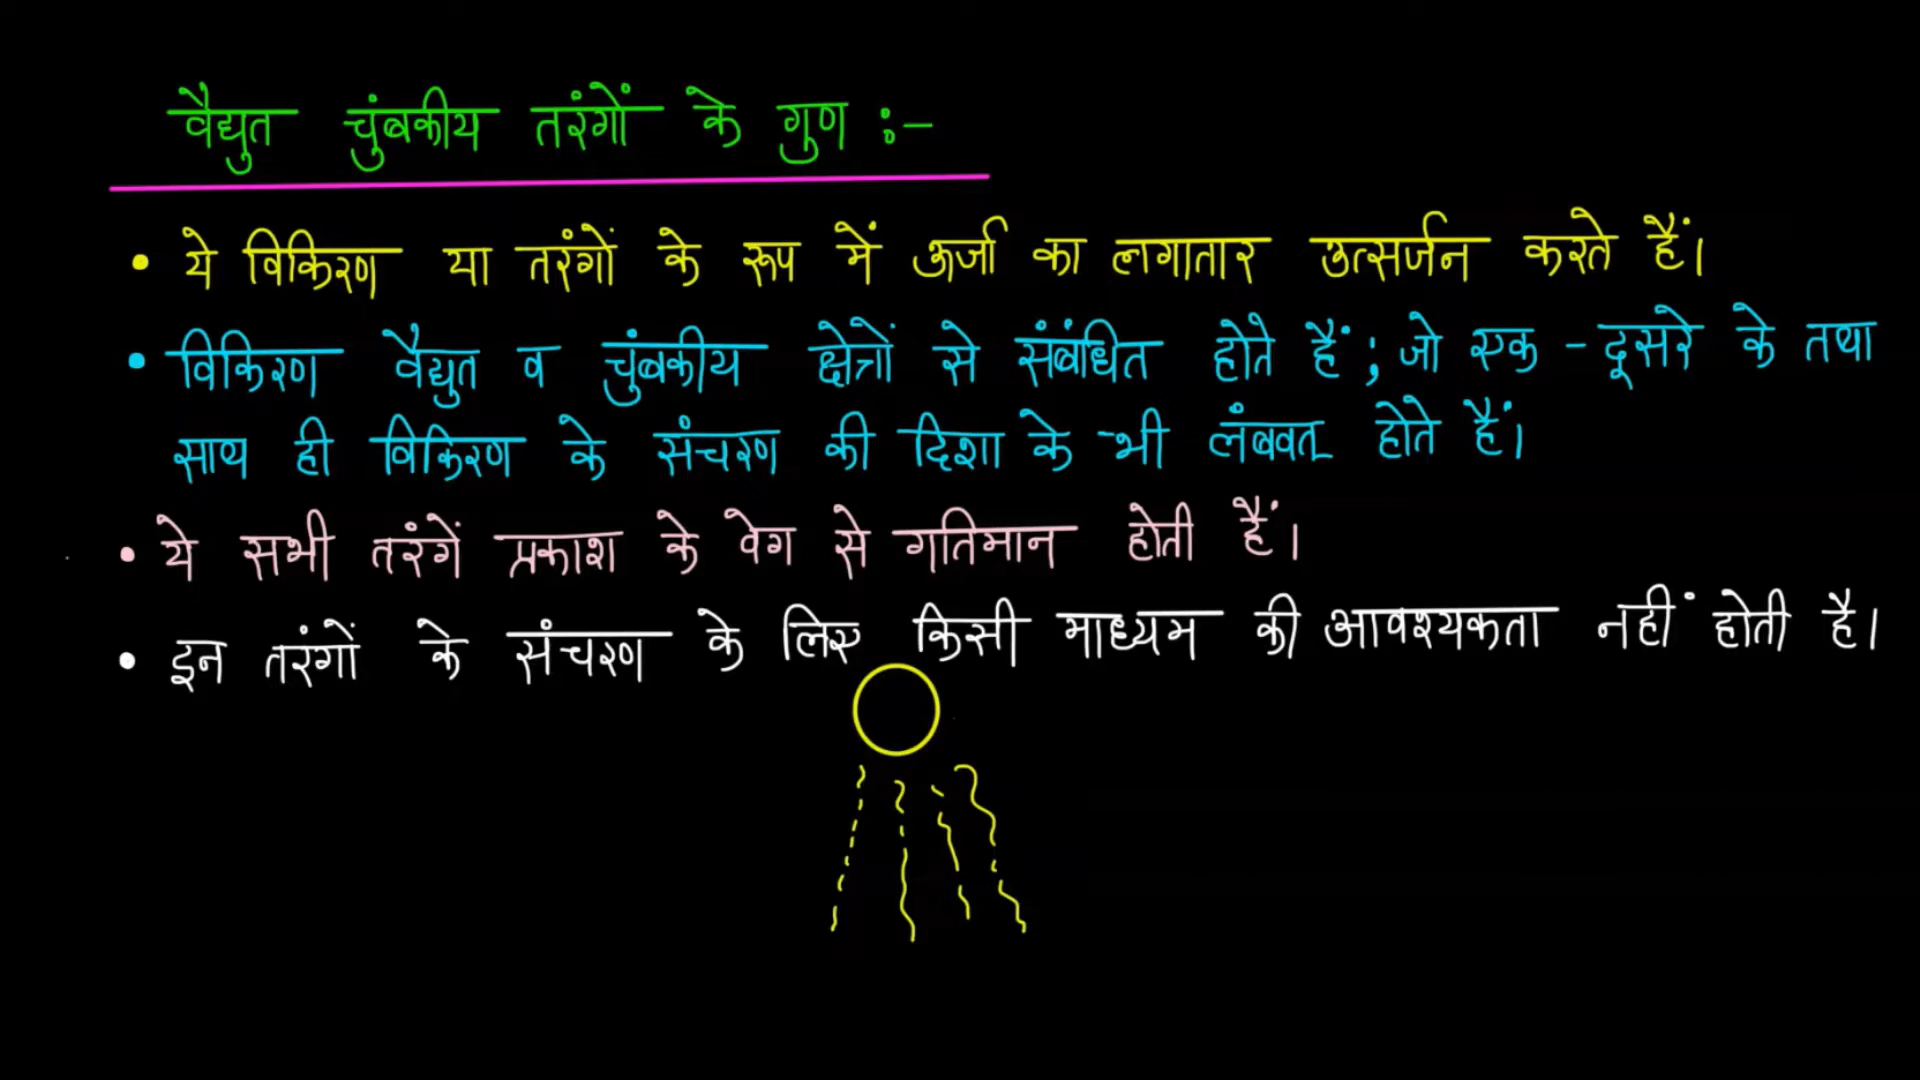 वैद्युत चुंबकीय तरंगों के गुण :-
• ये विकिरण या तरंगों के रूप में ऊर्जा का लगातार उत्सर्जन करते हैं।
• विकिरण वैद्युत व चुंबकीय क्षेत्रों से संबंधित होते हैं ; जो एक - दूसरे के तथा
साथ ही विकिरण के संचरण की दिशा के भी लंबवत होते हैं।
• ये सभी तरंगें प्रकाश के वेग से गतिमान होती हैं।
• इन तरंगों के संचरण के लिए किसी माध्यम की आवश्यकता नहीं होती है।